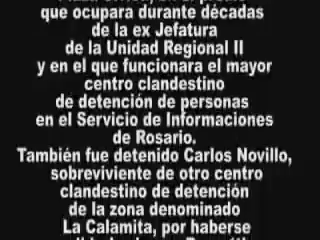 que ocupara durante décadas
de la ex Jefatura
de la Unidad Regional II
y en el que funcionara el mayor
centro clandestino
de detención de personas
en el Servicio de Informaciones
de Rosario.
También fue detenido Carlos Novillo,
sobreviviente de otro centro
clandestino de detención
de la zona denominado
La Calamita, por haberse